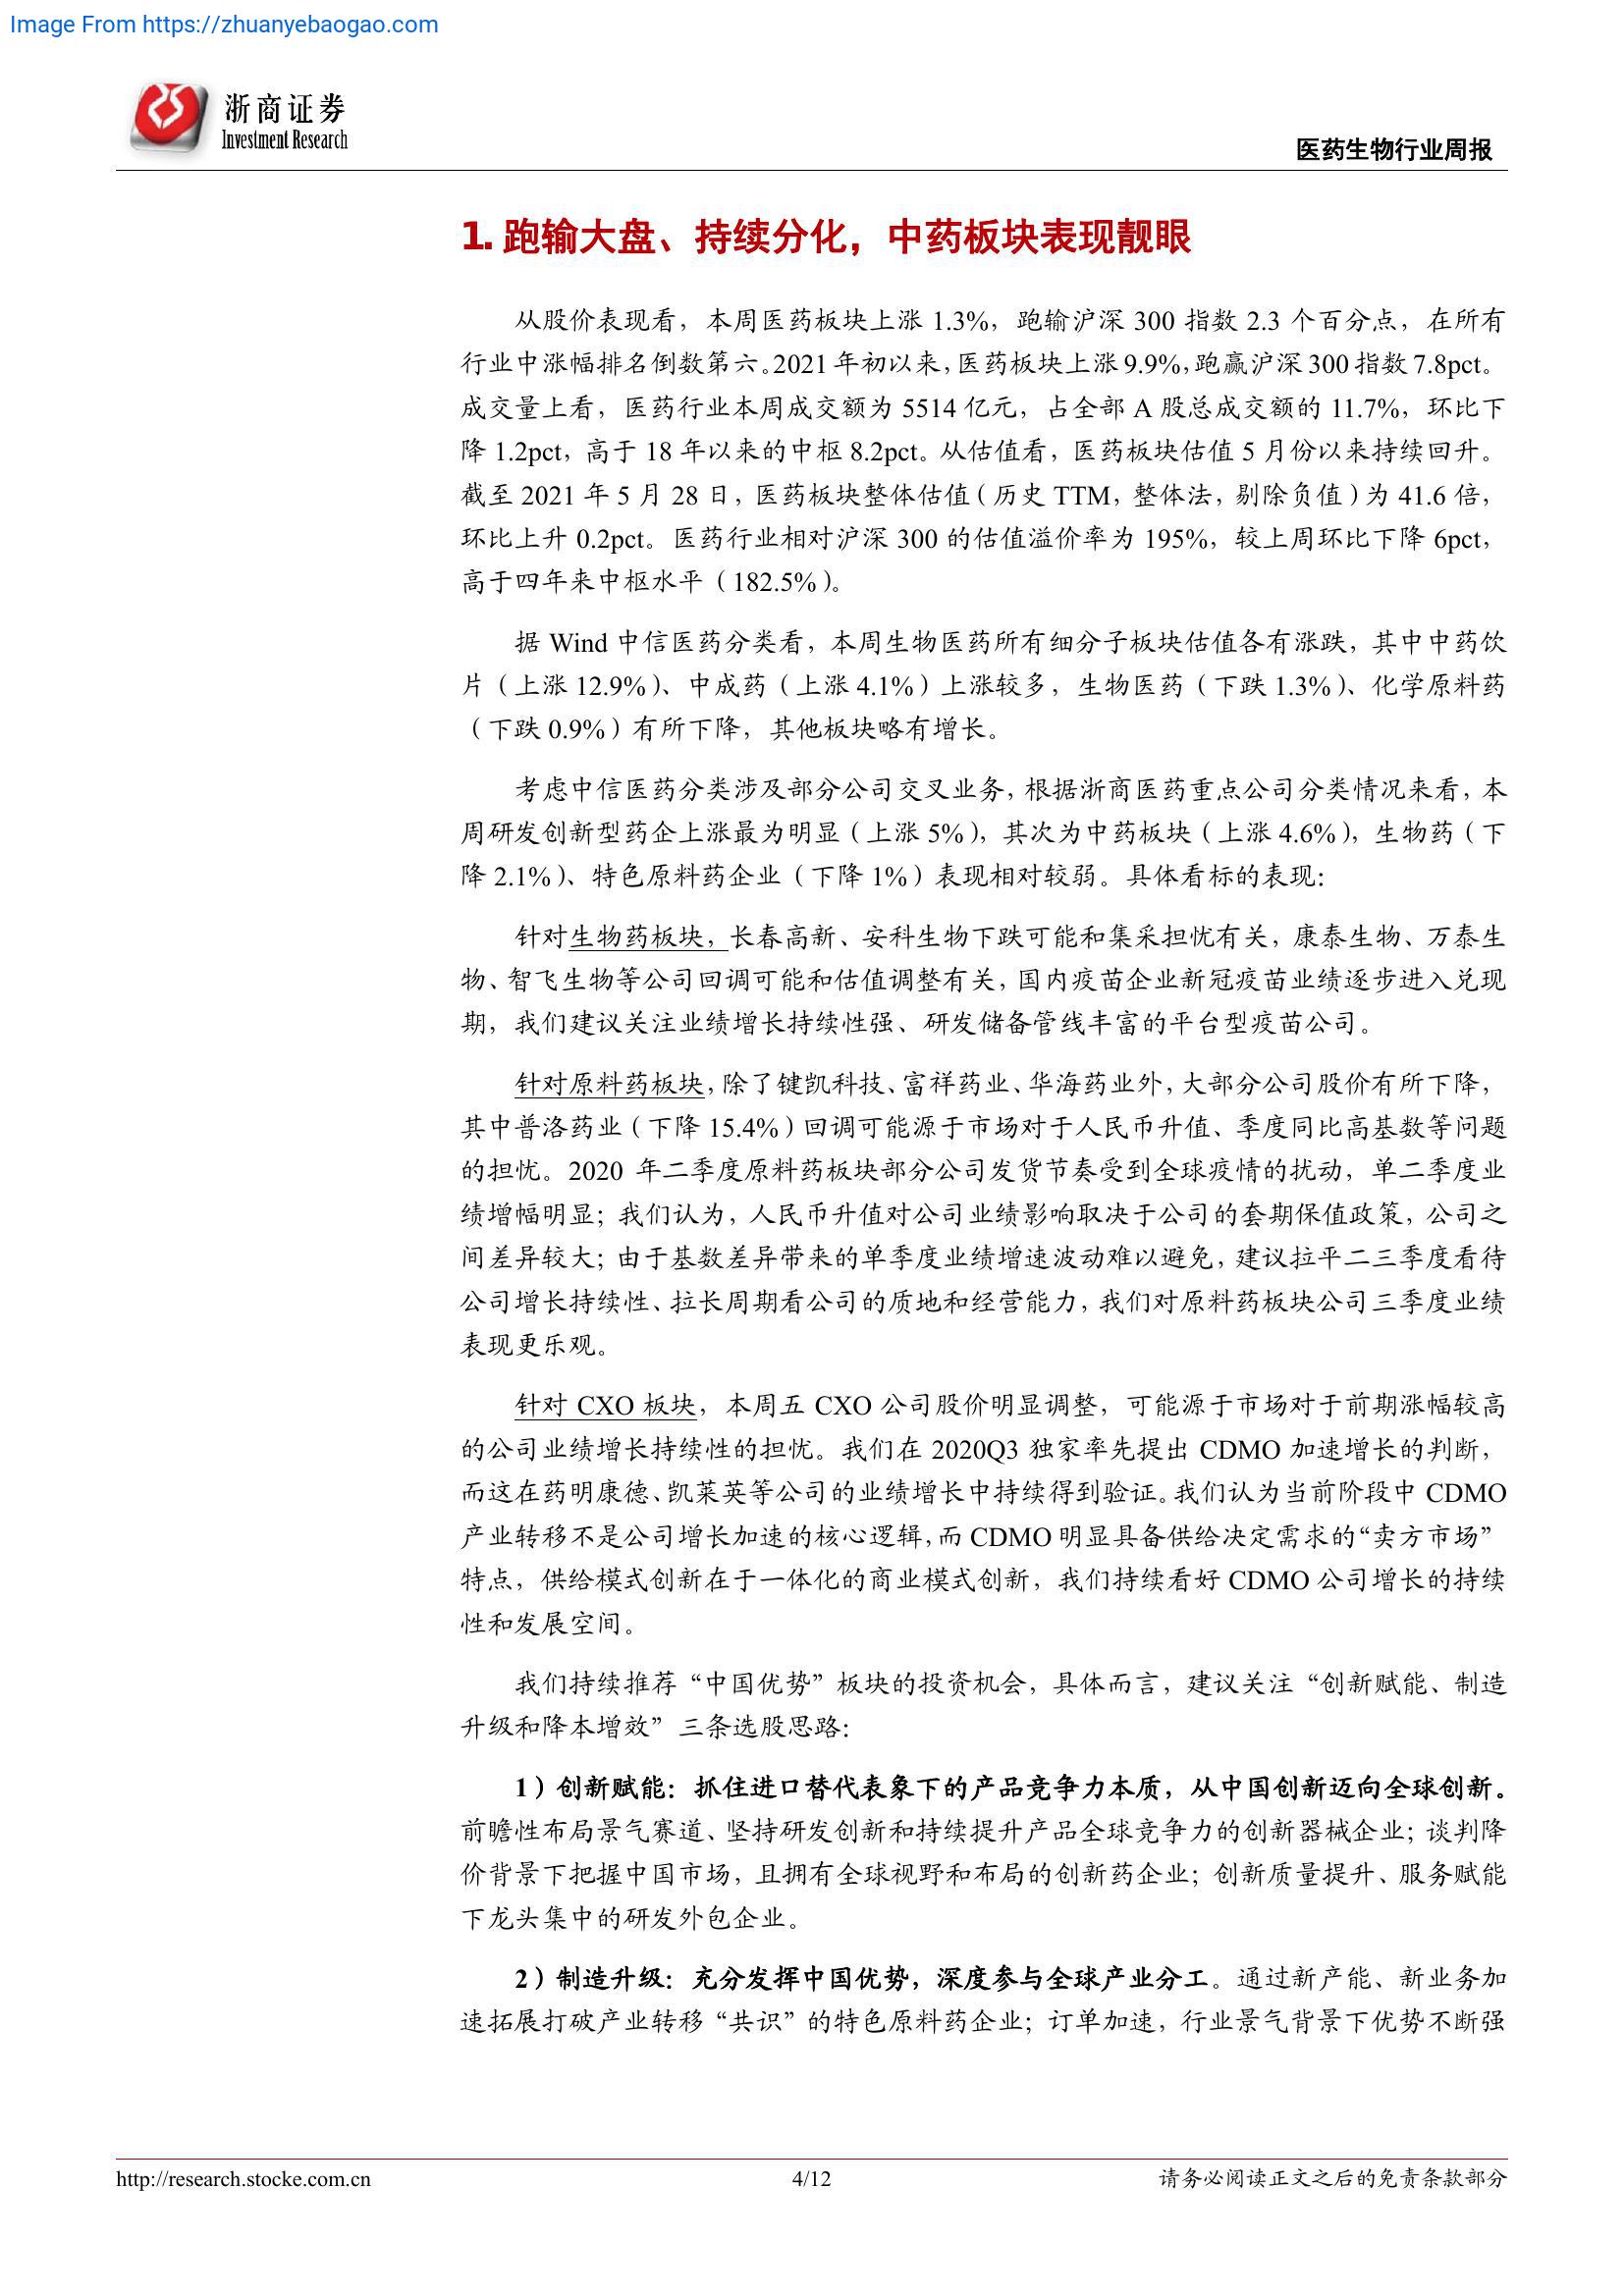 Image From https://zhuanyebaogao.com
浙商证券
Investment Research
医药生物行业周报
1. 跑输大盘、持续分化，中药板块表现靓眼
从股价表现看，本周医药板块上涨 1.3%，跑输沪深 300 指数 2.3 个百分点，在所有
行业中涨幅排名倒数第六。2021 年初以来，医药板块上涨 9.9%，跑赢沪深 300 指数 7.8pct。
成交量上看，医药行业本周成交额为 5514 亿元，占全部 A 股总成交额的 11.7%，环比下
降 1.2pct，高于 18 年以来的中枢 8.2pct。从估值看，医药板块估值 5 月份以来持续回升。
截至 2021 年 5 月 28 日，医药板块整体估值（历史 TTM，整体法，剔除负值）为 41.6 倍，
环比上升 0.2pct。医药行业相对沪深 300 的估值溢价率为 195%，较上周环比下降 6pct，
高于四年来中枢水平（182.5%）。
据 Wind 中信医药分类看，本周生物医药所有细分子板块估值各有涨跌，其中中药饮
片（上涨 12.9%）、中成药（上涨 4.1%）上涨较多，生物医药（下跌 1.3%）、化学原料药
（下跌 0.9%）有所下降，其他板块略有增长。
考虑中信医药分类涉及部分公司交叉业务，根据浙商医药重点公司分类情况来看，本
周研发创新型药企上涨最为明显（上涨 5%），其次为中药板块（上涨 4.6%），生物药（下
降 2.1%）、特色原料药企业（下降 1%）表现相对较弱。具体看标的表现：
针对生物药板块，长春高新、安科生物下跌可能和集采担忧有关，康泰生物、万泰生
物、智飞生物等公司回调可能和估值调整有关，国内疫苗企业新冠疫苗业绩逐步进入兑现
期，我们建议关注业绩增长持续性强、研发储备管线丰富的平台型疫苗公司。
针对原料药板块，除了键凯科技、富祥药业、华海药业外，大部分公司股价有所下降，
其中普洛药业（下降 15.4%）回调可能源于市场对于人民币升值、季度同比高基数等问题
的担忧。2020 年二季度原料药板块部分公司发货节奏受到全球疫情的扰动，单二季度业
绩增幅明显；我们认为，人民币升值对公司业绩影响取决于公司的套期保值政策，公司之
间差异较大；由于基数差异带来的单季度业绩增速波动难以避免，建议拉平二三季度看待
公司增长持续性、拉长周期看公司的质地和经营能力，我们对原料药板块公司三季度业绩
表现更乐观。
针对 CXO 板块，本周五 CXO 公司股价明显调整，可能源于市场对于前期涨幅较高
的公司业绩增长持续性的担忧。我们在 2020Q3 独家率先提出 CDMO 加速增长的判断，
而这在药明康德、凯莱英等公司的业绩增长中持续得到验证。我们认为当前阶段中 CDMO
产业转移不是公司增长加速的核心逻辑，而 CDMO 明显具备供给决定需求的“卖方市场”
特点，供给模式创新在于一体化的商业模式创新，我们持续看好 CDMO 公司增长的持续
性和发展空间。
我们持续推荐“中国优势”板块的投资机会，具体而言，建议关注“创新赋能、制造
升级和降本增效”三条选股思路：
1）创新赋能：抓住进口替代表象下的产品竞争力本质，从中国创新迈向全球创新。
前瞻性布局景气赛道、坚持研发创新和持续提升产品全球竞争力的创新器械企业；谈判降
价背景下把握中国市场，且拥有全球视野和布局的创新药企业；创新质量提升、服务赋能
下龙头集中的研发外包企业。
2）制造升级：充分发挥中国优势，深度参与全球产业分工。通过新产能、新业务加
速拓展打破产业转移“共识”的特色原料药企业；订单加速，行业景气背景下优势不断强
http://research.stocke.com.cn
4/12
请务必阅读正文之后的免责条款部分